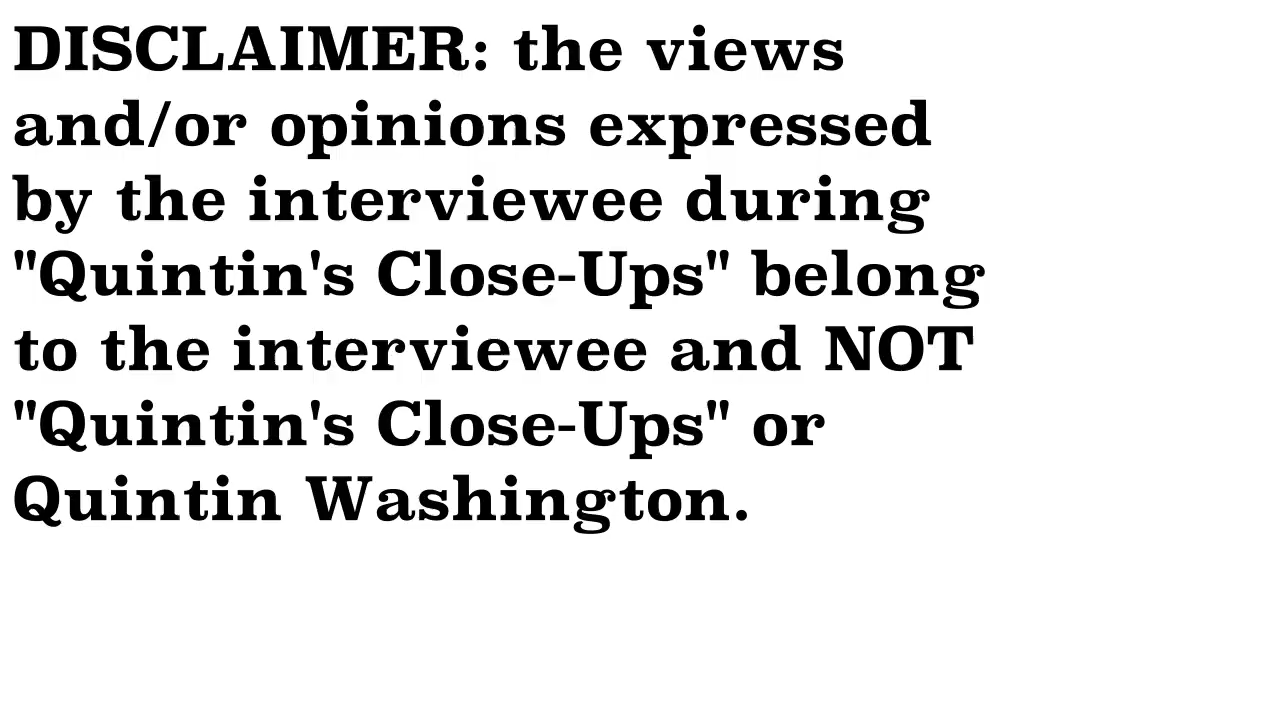 DISCLAIMER: the views
and/or opinions expressed
by the interviewee during
"Quintin's Close-Ups" belong
to the interviewee and NOT
"Quintin's Close-Ups" or
Quintin Washington.